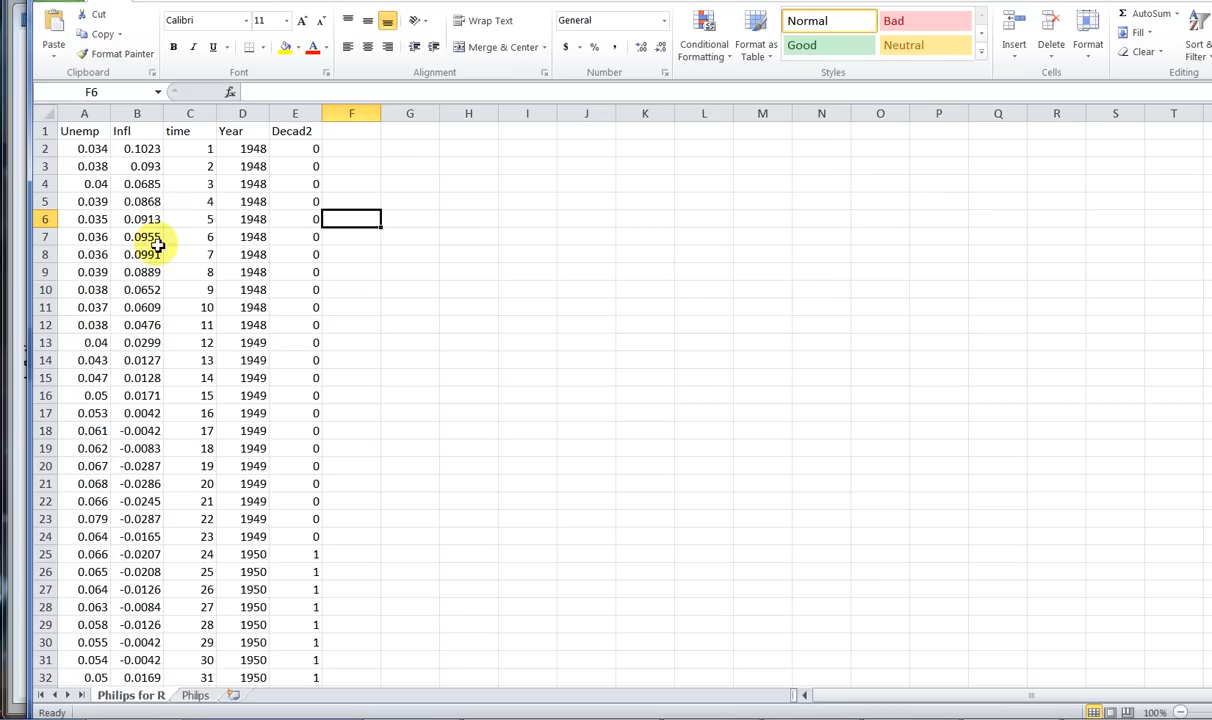 Cut
Calibri 11 A A
Wrap Text
General
Normal Bad
AutoSum
Copy
Fill
Paste
Format Painter
B I U A
Merge & Center
$ % ,
Conditional Formatting
Format as Table
Good Neutral
Insert Delete Format
Clear
Sort & Filter
Clipboard Font Alignment Number Styles Cells Editing
F6 fx
A B C D E F G H I J K L M N O P Q R S T
1 Unemp Infl time Year Decad2
2 0.034 0.1023 1 1948 0
3 0.038 0.093 2 1948 0
4 0.04 0.0685 3 1948 0
5 0.039 0.0868 4 1948 0
6 0.035 0.0913 5 1948 0
7 0.036 0.0955 6 1948 0
8 0.036 0.0991 7 1948 0
9 0.039 0.0889 8 1948 0
10 0.038 0.0652 9 1948 0
11 0.037 0.0609 10 1948 0
12 0.038 0.0476 11 1948 0
13 0.04 0.0299 12 1949 0
14 0.043 0.0127 13 1949 0
15 0.047 0.0128 14 1949 0
16 0.05 0.0171 15 1949 0
17 0.053 0.0042 16 1949 0
18 0.061 -0.0042 17 1949 0
19 0.062 -0.0083 18 1949 0
20 0.067 -0.0287 19 1949 0
21 0.068 -0.0286 20 1949 0
22 0.066 -0.0245 21 1949 0
23 0.079 -0.0287 22 1949 0
24 0.064 -0.0165 23 1949 0
25 0.066 -0.0207 24 1950 1
26 0.065 -0.0208 25 1950 1
27 0.064 -0.0126 26 1950 1
28 0.063 -0.0084 27 1950 1
29 0.058 -0.0126 28 1950 1
30 0.055 -0.0042 29 1950 1
31 0.054 -0.0042 30 1950 1
32 0.05 0.0169 31 1950 1
Philips for R Philips
Ready 100%